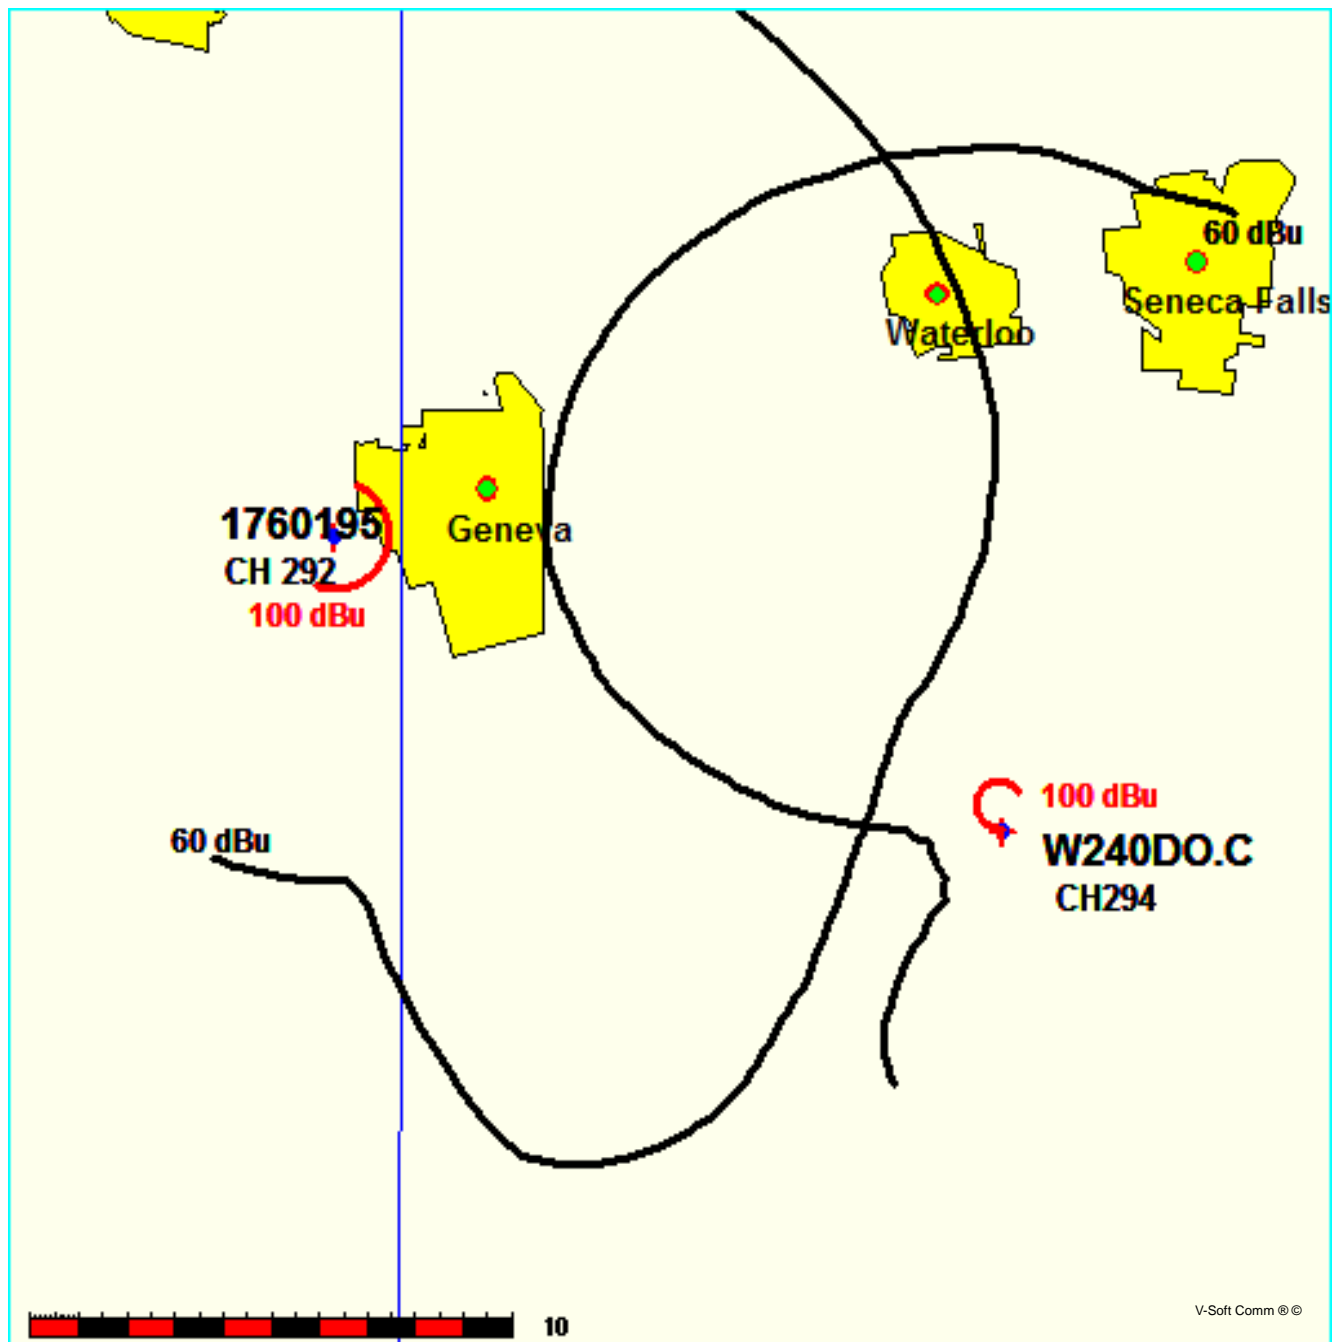 60 dBu
Seneca Falls
Waterloo
1760195
Geneva
CH 292
100 dBu
100 dBu
60 dBu
W240DO.C
CH294
V-Soft Comm ® ©
10